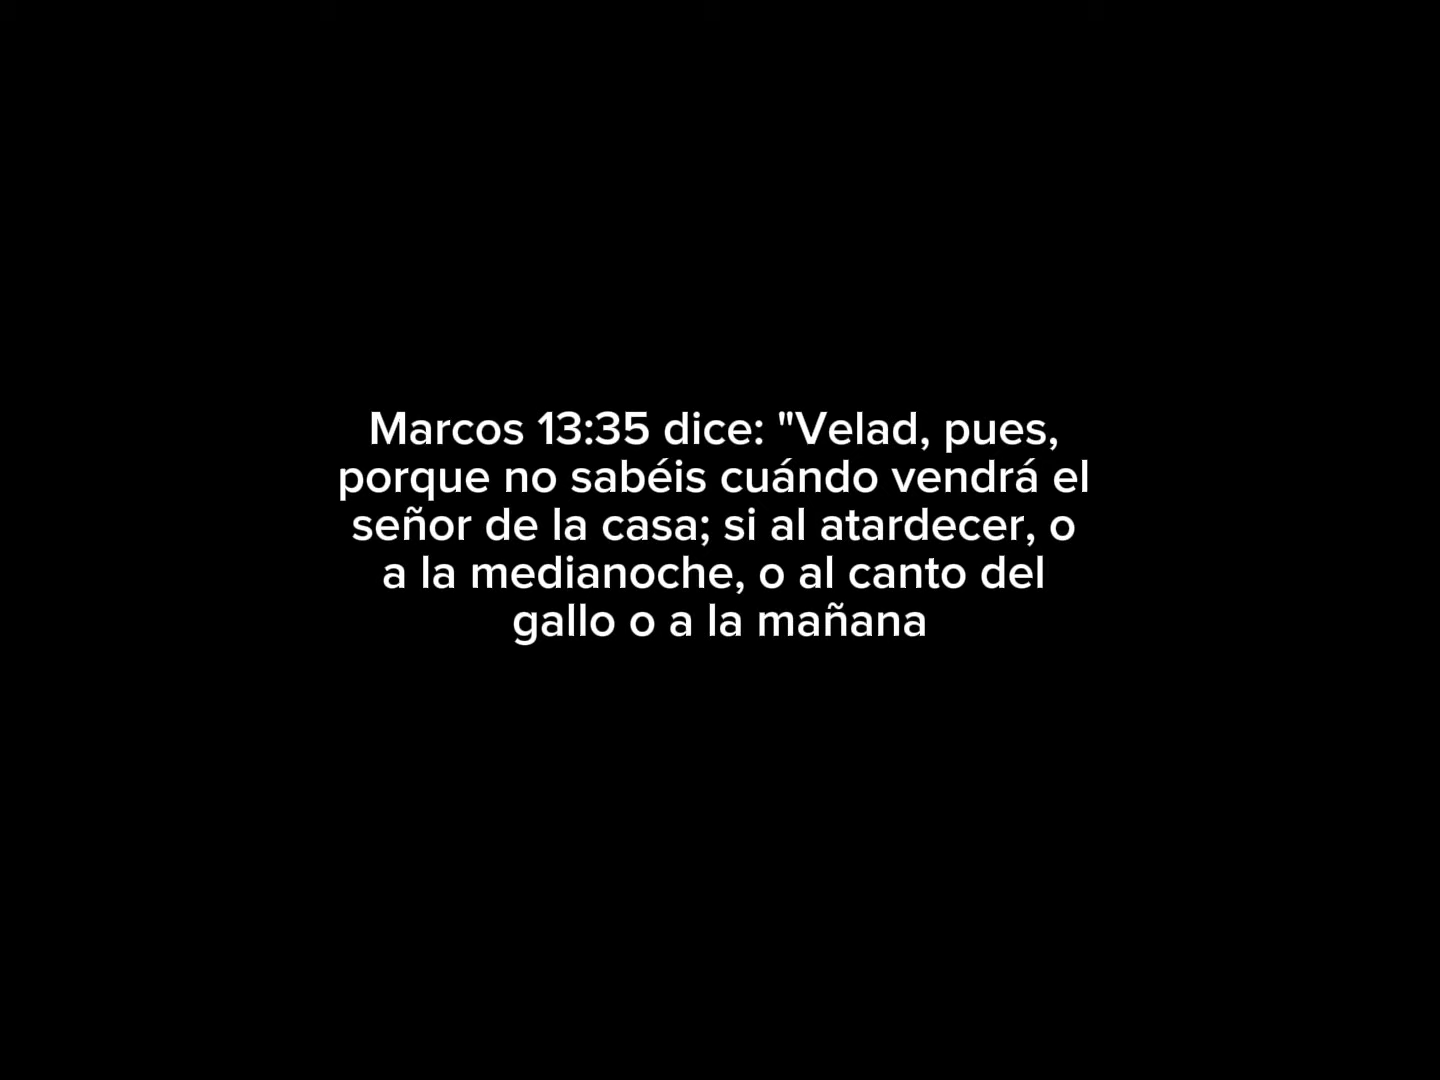 Marcos 13:35 dice: "Velad, pues,
porque no sabéis cuándo vendrá el
señor de la casa; si al atardecer, o
a la medianoche, o al canto del
gallo o a la mañana